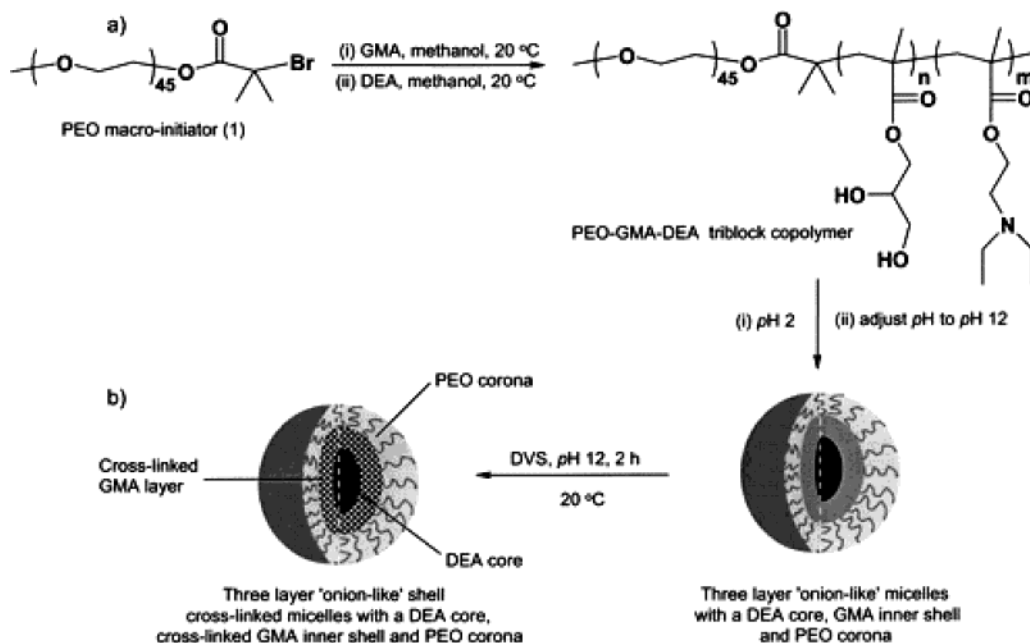 a)
O
45
O
O
Br
PEO macro-initiator (1)
(i) GMA, methanol, 20 °C
(ii) DEA, methanol, 20 °C
O
45
O
O
n
m
O
O
O
O
HO
HO
N
PEO-GMA-DEA triblock copolymer
(i) pH 2
(ii) adjust pH to pH 12
b)
PEO corona
Cross-linked
GMA layer
DEA core
DVS, pH 12, 2 h
20 °C
Three layer 'onion-like' shell
cross-linked micelles with a DEA core,
cross-linked GMA inner shell and PEO corona
Three layer 'onion-like' micelles
with a DEA core, GMA inner shell
and PEO corona